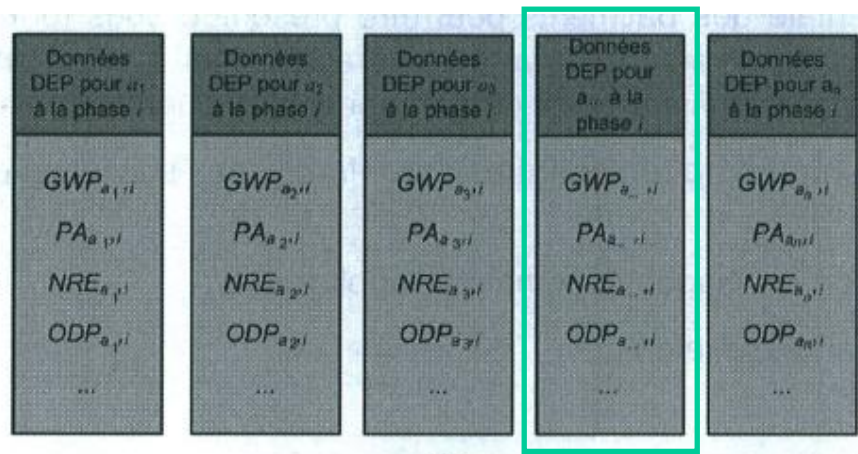 Données
DEP pour a₁
à la phase i
GWPₐ₁,i
PAₐ₁,i
NREₐ₁,i
ODPₐ₁,i
...
Données
DEP pour a₂
à la phase i
GWPₐ₂,i
PAₐ₂,i
NREₐ₂,i
ODPₐ₂,i
...
Données
DEP pour a₃
à la phase i
GWPₐ₃,i
PAₐ₃,i
NREₐ₃,i
ODPₐ₃,i
...
Données
DEP pour
a... à la
phase i
GWPₐ...,i
PAₐ...,i
NREₐ...,i
ODPₐ...,i
...
Données
DEP pour aₙ
à la phase i
GWPₐₙ,i
PAₐₙ,i
NREₐₙ,i
ODPₐₙ,i
...